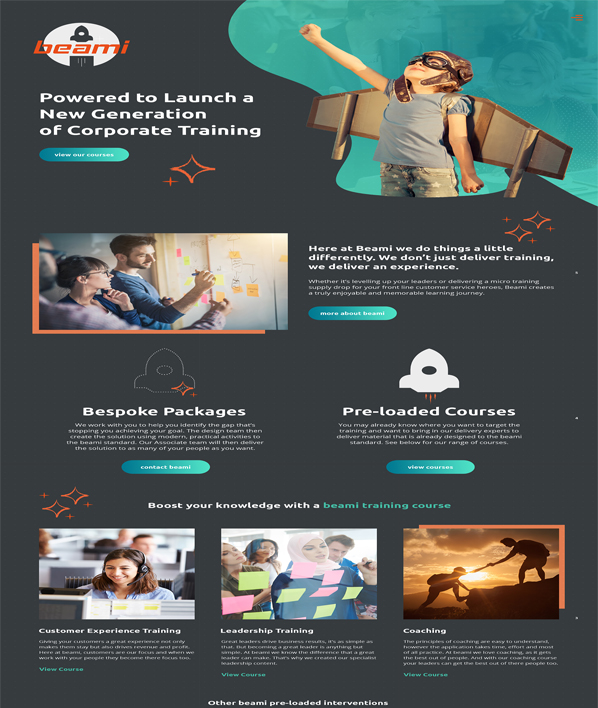 beami
Powered to Launch a
New Generation
of Corporate Training
view our courses
Here at Beami we do things a little
differently. We don't just deliver training,
we deliver an experience.
Whether it's levelling up your leaders or delivering a micro training
supply drop for your front line customer service heroes, Beami creates
a truly enjoyable and memorable learning journey.
more about beami
Bespoke Packages
We work with you to help you identify the gap that's
stopping you achieving your goal. The design team then
create the solution using modern, practical activities to
the beami standard. Our Associate team will then deliver
the solution to as many of your people as you want.
contact beami
Pre-loaded Courses
You may already know where you want to target the
training and want to bring in our delivery experts to
deliver material that is already designed to the beami
standard. See below for our range of courses.
view courses
Boost your knowledge with a beami training course
Customer Experience Training
Giving your customers a great experience not only
makes them stay but also drives revenue and profit.
Here at beami, customers are our focus and when we
work with your people they become there focus too.
View Course
Leadership Training
Great leaders drive business results, it's as simple as
that. But becoming a great leader is anything but
simple. At beami we know the difference that a great
leader can make. That's why we created our specialist
leadership content.
View Course
Coaching
The principles of coaching are easy to understand,
however the application takes time, effort and most
of all practice. At beami we love coaching, as it gets
the best out of people. And with our coaching course
your leaders can get the best out of there people too.
View Course
Other beami pre-loaded interventions